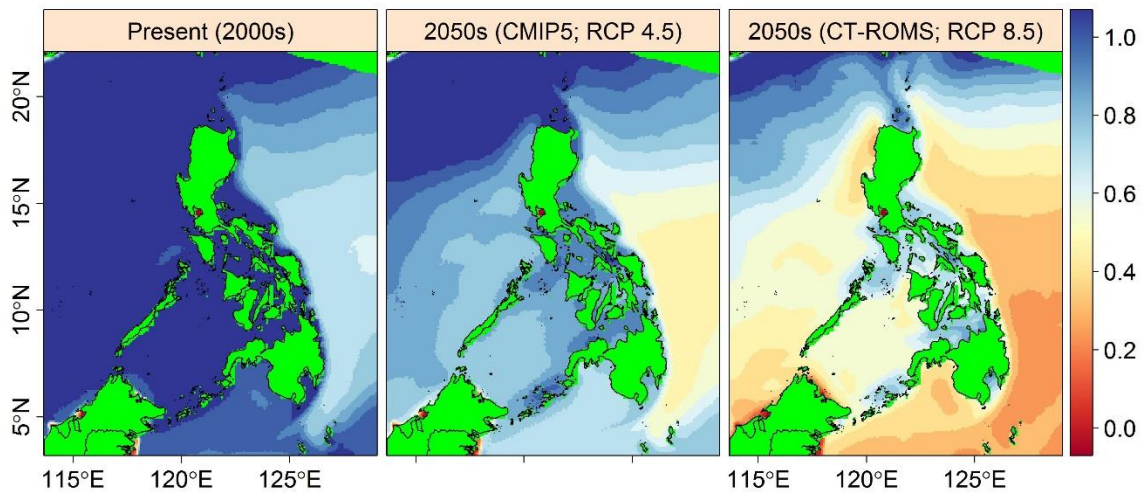 Present (2000s)
2050s (CMIP5; RCP 4.5)
2050s (CT-ROMS; RCP 8.5)
20°N
15°N
10°N
5°N
115°E
120°E
125°E
115°E
120°E
125°E
1.0
0.8
0.6
0.4
0.2
0.0